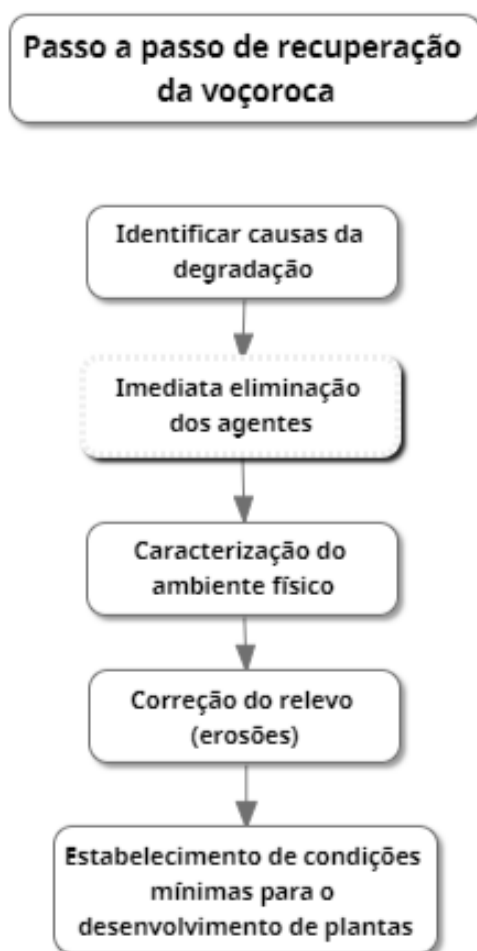 Passo a passo de recuperação
da voçoroca
Identificar causas da
degradação
Imediata eliminação
dos agentes
Caracterização do
ambiente físico
Correção do relevo
(erosões)
Estabelecimento de condições
mínimas para o
desenvolvimento de plantas